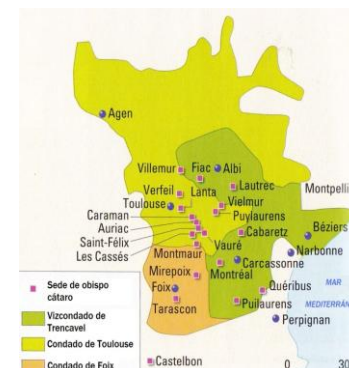 Agen
Villemur
Fiac
Albi
Verfeil
Lanta
Lautrec
Montpelli
Toulouse
Vielmur
Caraman
Puylaurens
Auriac
Cabaretz
Béziers
Saint-Félix
Vauré
Narbonne
Les Cassés
Montmaur
Carcassonne
Mirepoix
Montréal
Quéribus
MAR
Foix
MEDITERRÁN
Tarascon
Puilaurens
Perpignan
Castelbon
0
30
Sede de obispo
cátaro
Vizcondado de
Trencavel
Condado de Toulouse
Condado de Foix